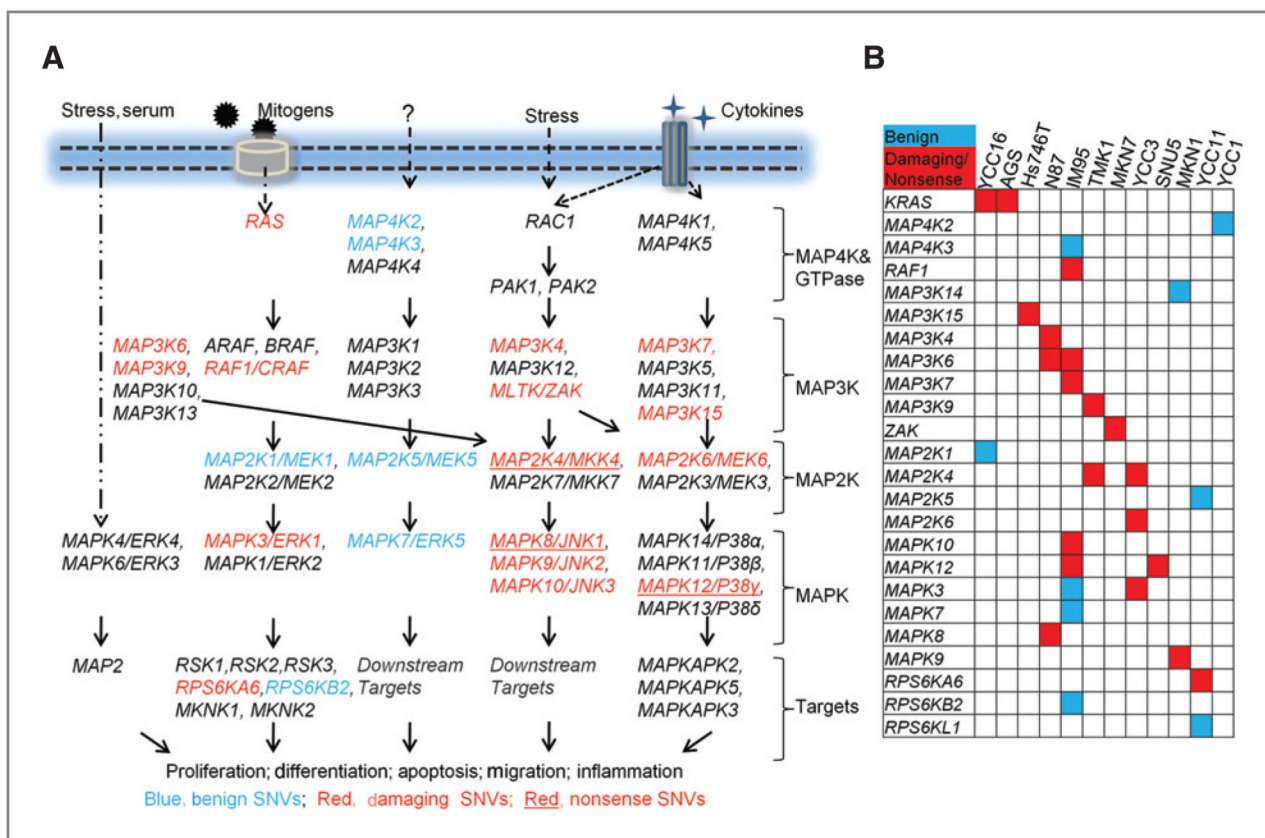 A
Stress, serum
Mitogens
?
Stress
Cytokines
RAS
MAP4K2,
MAP4K3,
MAP4K4
RAC1
PAK1, PAK2
MAP4K1,
MAP4K5
MAP4K&
GTPase
MAP3K6,
MAP3K9,
MAP3K10,
MAP3K13
ARAF, BRAF,
RAF1/CRAF
MAP3K1
MAP3K2
MAP3K3
MAP3K4,
MAP3K12,
MLTK/ZAK
MAP3K7,
MAP3K5,
MAP3K11,
MAP3K15
MAP3K
MAP2K1/MEK1,
MAP2K2/MEK2
MAP2K5/MEK5
MAP2K4/MKK4,
MAP2K7/MKK7
MAP2K6/MEK6,
MAP2K3/MEK3,
MAP2K
MAPK4/ERK4,
MAPK6/ERK3
MAPK3/ERK1,
MAPK1/ERK2
MAPK7/ERK5
MAPK8/JNK1,
MAPK9/JNK2,
MAPK10/JNK3
MAPK14/P38α,
MAPK11/P38β,
MAPK12/P38γ,
MAPK13/P38δ
MAPK
MAP2
RSK1,RSK2,RSK3,
RPS6KA6,RPS6KB2,
MKNK1, MKNK2
Downstream
Targets
Downstream
Targets
MAPKAPK2,
MAPKAPK5,
MAPKAPK3
Targets
Proliferation; differentiation; apoptosis; migration; inflammation
Blue, benign SNVs; Red, damaging SNVs; Red, nonsense SNVs
B
Benign
Damaging/
Nonsense
YCC16
AGS
Hs746T
N87
IM95
TMK1
MKN7
YCC3
SNU5
MKN1
YCC11
YCC1
KRAS
MAP4K2
MAP4K3
RAF1
MAP3K14
MAP3K15
MAP3K4
MAP3K6
MAP3K7
MAP3K9
ZAK
MAP2K1
MAP2K4
MAP2K5
MAP2K6
MAPK10
MAPK12
MAPK3
MAPK7
MAPK8
MAPK9
RPS6KA6
RPS6KB2
RPS6KL1